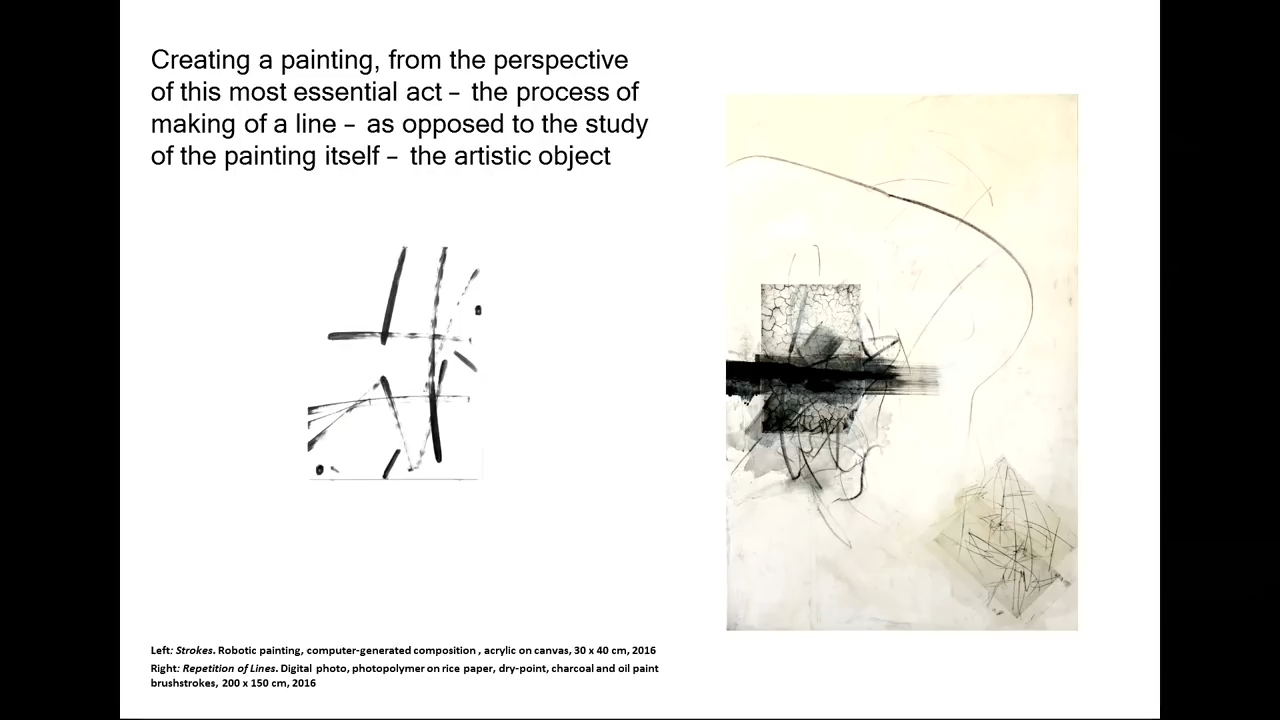 Creating a painting, from the perspective
of this most essential act – the process of
making of a line – as opposed to the study
of the painting itself – the artistic object
Left: Strokes. Robotic painting, computer-generated composition , acrylic on canvas, 30 x 40 cm, 2016
Right: Repetition of Lines. Digital photo, photopolymer on rice paper, dry-point, charcoal and oil paint
brushstrokes, 200 x 150 cm, 2016